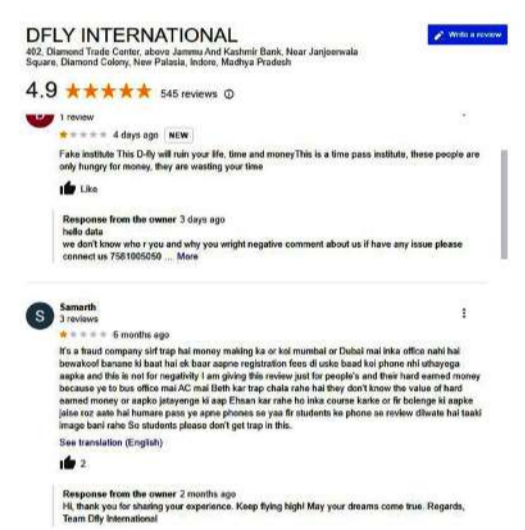 DFLY INTERNATIONAL
Write a review
402, Diamond Trade Center, above Jammu And Kashmir Bank, Near Janjeerwala
Square, Diamond Colony, New Palasia, Indore, Madhya Pradesh
4.9 545 reviews
1 review
4 days ago NEW
Fake institute This D-fly will ruin your life, time and moneyThis is a time pass institute, these people are
only hungry for money, they are wasting your time
Like
Response from the owner 3 days ago
hello data
we don't know who r you and why you wright negative comment about us if have any issue please
connect us 7581005050 ... More
S
Samarth
3 reviews
6 months ago
It's a fraud company sirf trap hai money making ka or koi mumbai or Dubai mai inka office nahi hai
bewakoof banane ki baat hai ek baar aapne registration fees di uske baad koi phone nhi uthayega
aapka and this is not for negativity I am giving this review just for people's and their hard earned money
because ye to bus office mai AC mai Beth kar trap chala rahe hai they don't know the value of hard
earned money or aapko jatayenge ki aap Ehsan kar rahe ho inka course karke or fir bolenge ki aapke
jaise roz aate hai humare pass ye apne phones se yaa fir students ke phone se review dilwate hai taaki
image bani rahe So students please don't get trap in this.
See translation (English)
2
Response from the owner 2 months ago
Hi, thank you for sharing your experience. Keep flying high! May your dreams come true. Regards,
Team Dfly International